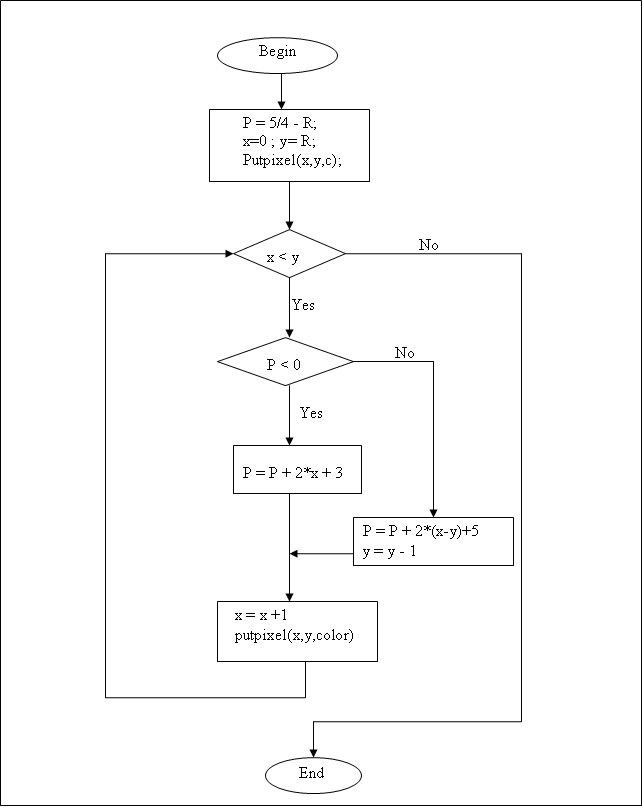 Begin
P = 5/4 - R;
x=0 ; y= R;
Putpixel(x,y,c);
x < y
No
Yes
P < 0
No
Yes
P = P + 2*x + 3
P = P + 2*(x-y)+5
y = y - 1
x = x +1
putpixel(x,y,color)
End